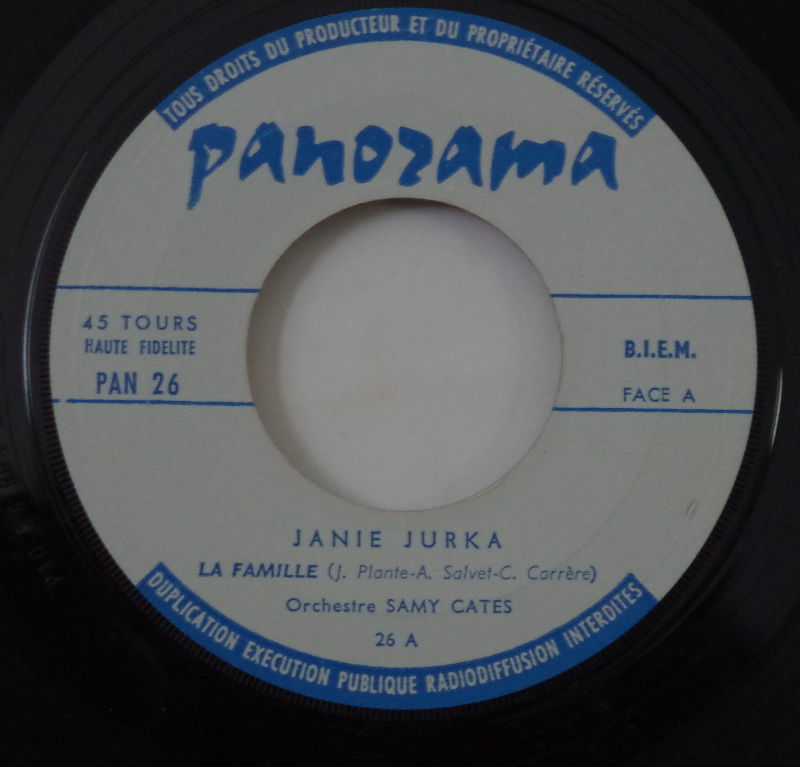 TOUS DROITS DU PRODUCTEUR ET DU PROPRIÉTAIRE RÉSERVÉS
panorama
45 TOURS
HAUTE FIDELITE
PAN 26
B.I.E.M.
FACE A
JANIE JURKA
LA FAMILLE (J. Plante-A. Salvet-C. Carrère)
Orchestre SAMY CATES
26 A
DUPLICATION EXECUTION PUBLIQUE RADIODIFFUSION INTERDITES